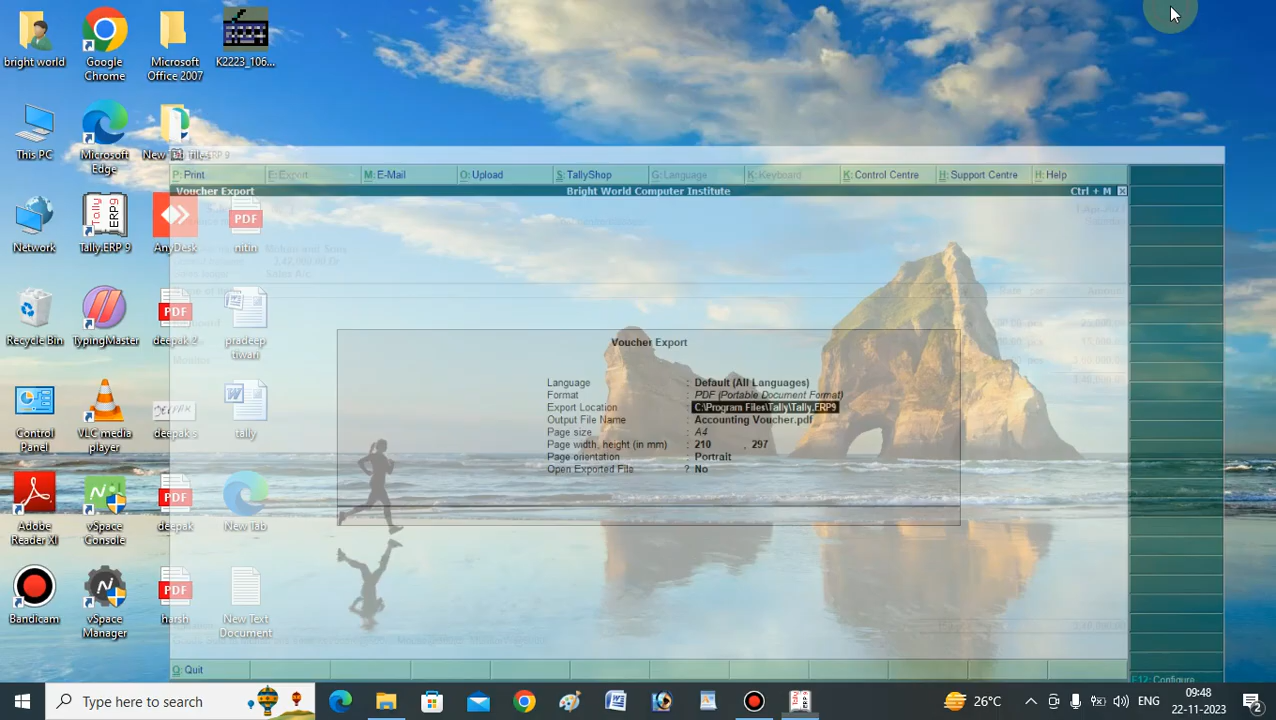 bright world
Google
Chrome
Microsoft
Office 2007
K2223_106...
This PC
Microsoft
Edge
Network
Tally.ERP 9
AnyDesk
nitin
Recycle Bin
TypingMaster
deepak 2
pradeep
tiwari
Control
Panel
VLC media
player
deepak s
tally
Adobe
Reader XI
vSpace
Console
deepak
New Tab
Bandicam
vSpace
Manager
harsh
New Text
Document
P: Print
E: Export
M: E-Mail
O: Upload
S: TallyShop
G: Language
K: Keyboard
K: Control Centre
H: Support Centre
H: Help
Voucher Export
Bright World Computer Institute
Ctrl + M
Voucher Export
Language : Default (All Languages)
Format : PDF (Portable Document Format)
Export Location : C:\Program Files\Tally\Tally.ERP9
Output File Name : Accounting Voucher.pdf
Page size : A4
Page width, height (in mm) : 210 , 297
Page orientation : Portrait
Open Exported File ? No
Q: Quit
F12: Configure
Type here to search
26°C
ENG
09:48
22-11-2023
2